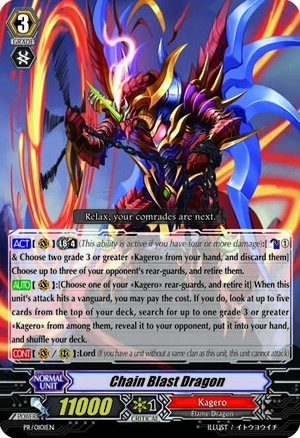 3
GRADE
Relax, your comrades are next.
ACT 1 LB 4 (This ability is active if you have four or more damage):[
& Choose two grade 3 or greater «Kagero» from your hand, and discard them]
Choose up to three of your opponent's rear-guards, and retire them.
AUTO :[Choose one of your «Kagero» rear-guards, and retire it] When this
unit's attack hits a vanguard, you may pay the cost. If you do, look at up to five
cards from the top of your deck, search for up to one grade 3 or greater
«Kagero» from among them, reveal it to your opponent, put it into your hand,
and shuffle your deck.
CONT :Lord (If you have a unit without a same clan as this unit, this unit cannot attack)
NORMAL
UNIT
Chain Blast Dragon
POWER
11000
1
CRITICAL
Kagero
Flame Dragon
PR/0101EN
ILLUST / イトウヨウイチ